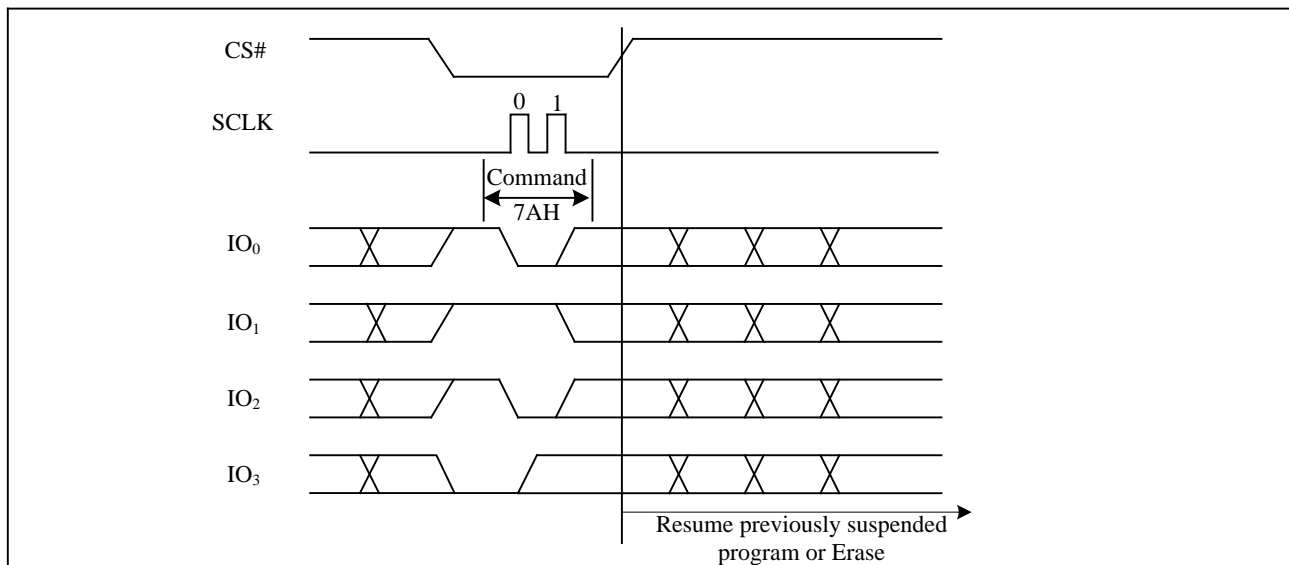 CS#
0 1
SCLK
Command
7AH
IO₀
IO₁
IO₂
IO₃
Resume previously suspended
program or Erase